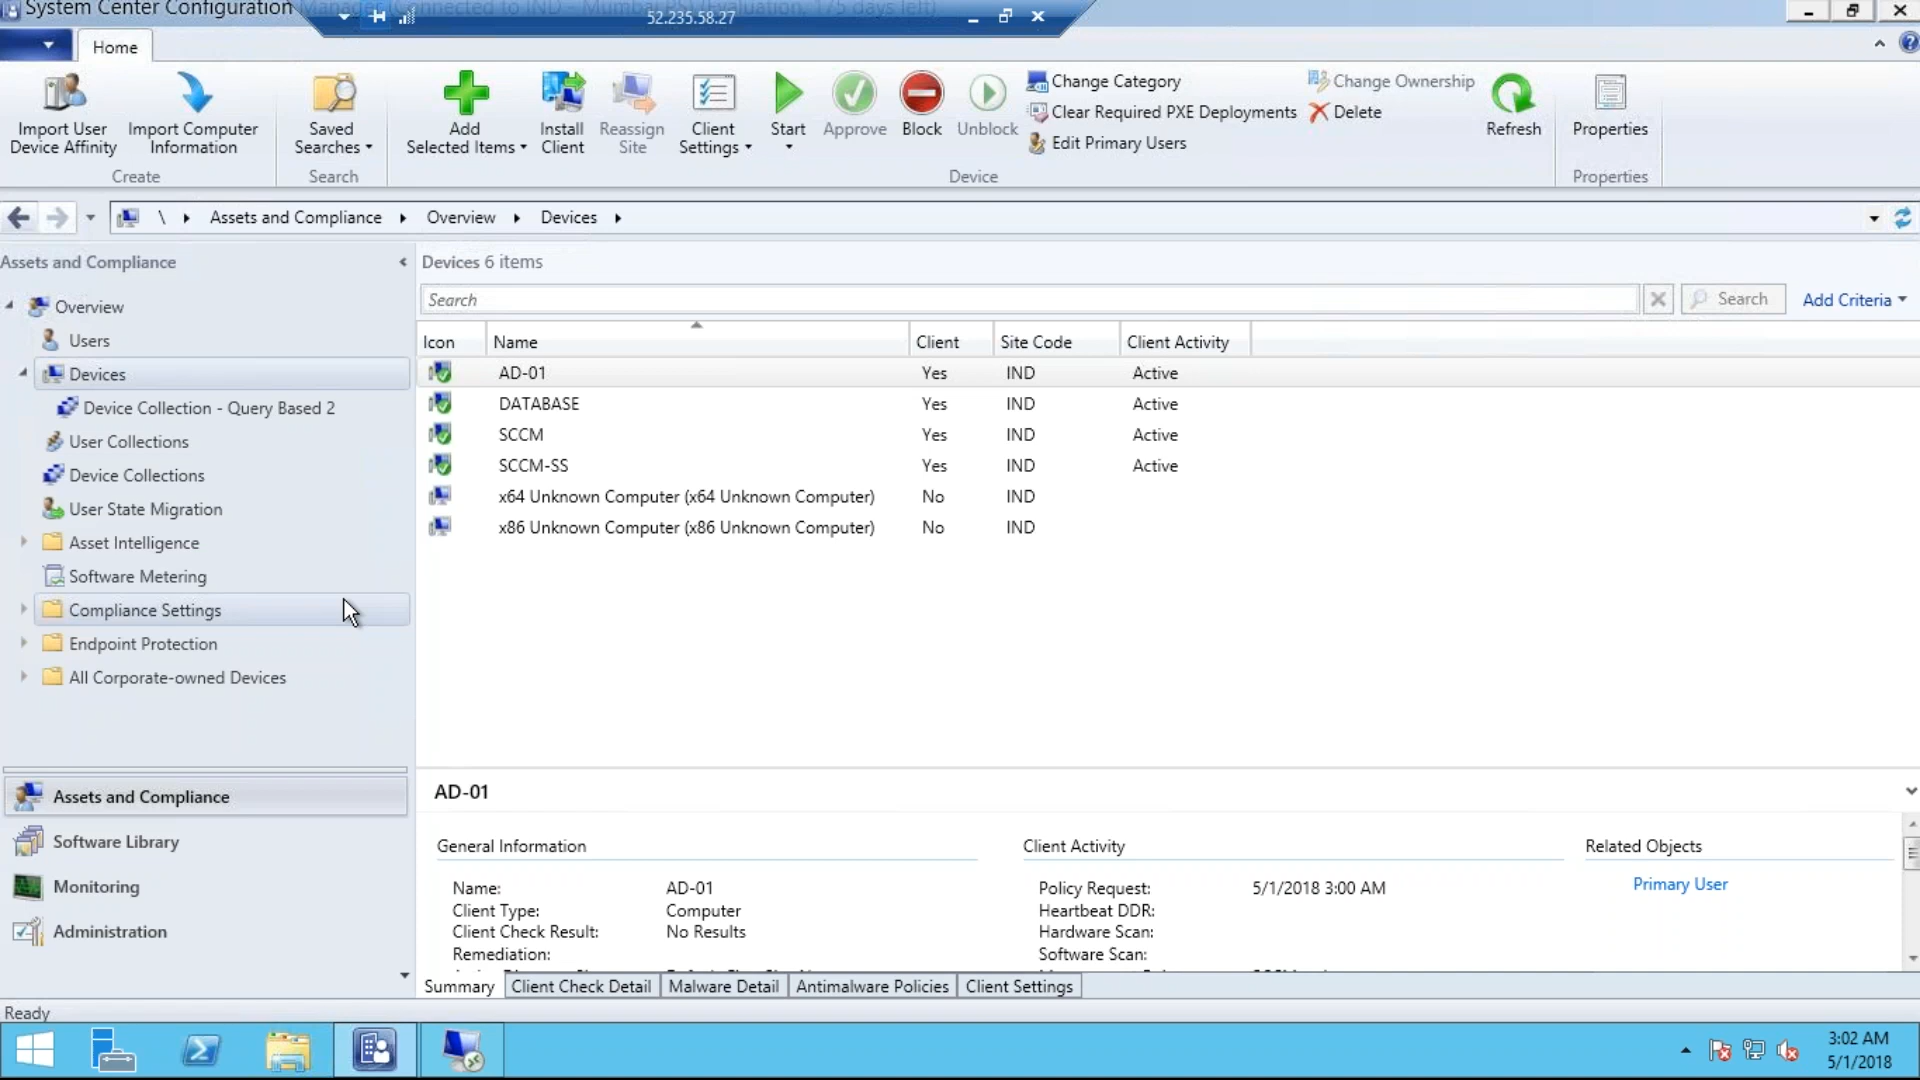 System Center Configuration Manager (Connected to IND - Mumbai) (Evaluation, 175 days left)
52.235.58.27
Home
Import User Device Affinity
Import Computer Information
Create
Saved Searches
Search
Add Selected Items
Install Client
Reassign Site
Client Settings
Start
Approve
Block
Unblock
Change Category
Clear Required PXE Deployments
Edit Primary Users
Change Ownership
Delete
Refresh
Device
Properties
Properties
\ Assets and Compliance Overview Devices
Assets and Compliance
Overview
Users
Devices
Device Collection - Query Based 2
User Collections
Device Collections
User State Migration
Asset Intelligence
Software Metering
Compliance Settings
Endpoint Protection
All Corporate-owned Devices
Assets and Compliance
Software Library
Monitoring
Administration
Devices 6 items
Search Search Add Criteria
Icon Name Client Site Code Client Activity
AD-01 Yes IND Active
DATABASE Yes IND Active
SCCM Yes IND Active
SCCM-SS Yes IND Active
x64 Unknown Computer (x64 Unknown Computer) No IND
x86 Unknown Computer (x86 Unknown Computer) No IND
AD-01
General Information
Name: AD-01
Client Type: Computer
Client Check Result: No Results
Remediation:
Client Activity
Policy Request: 5/1/2018 3:00 AM
Heartbeat DDR:
Hardware Scan:
Software Scan:
Related Objects
Primary User
Summary Client Check Detail Malware Detail Antimalware Policies Client Settings
Ready
3:02 AM
5/1/2018